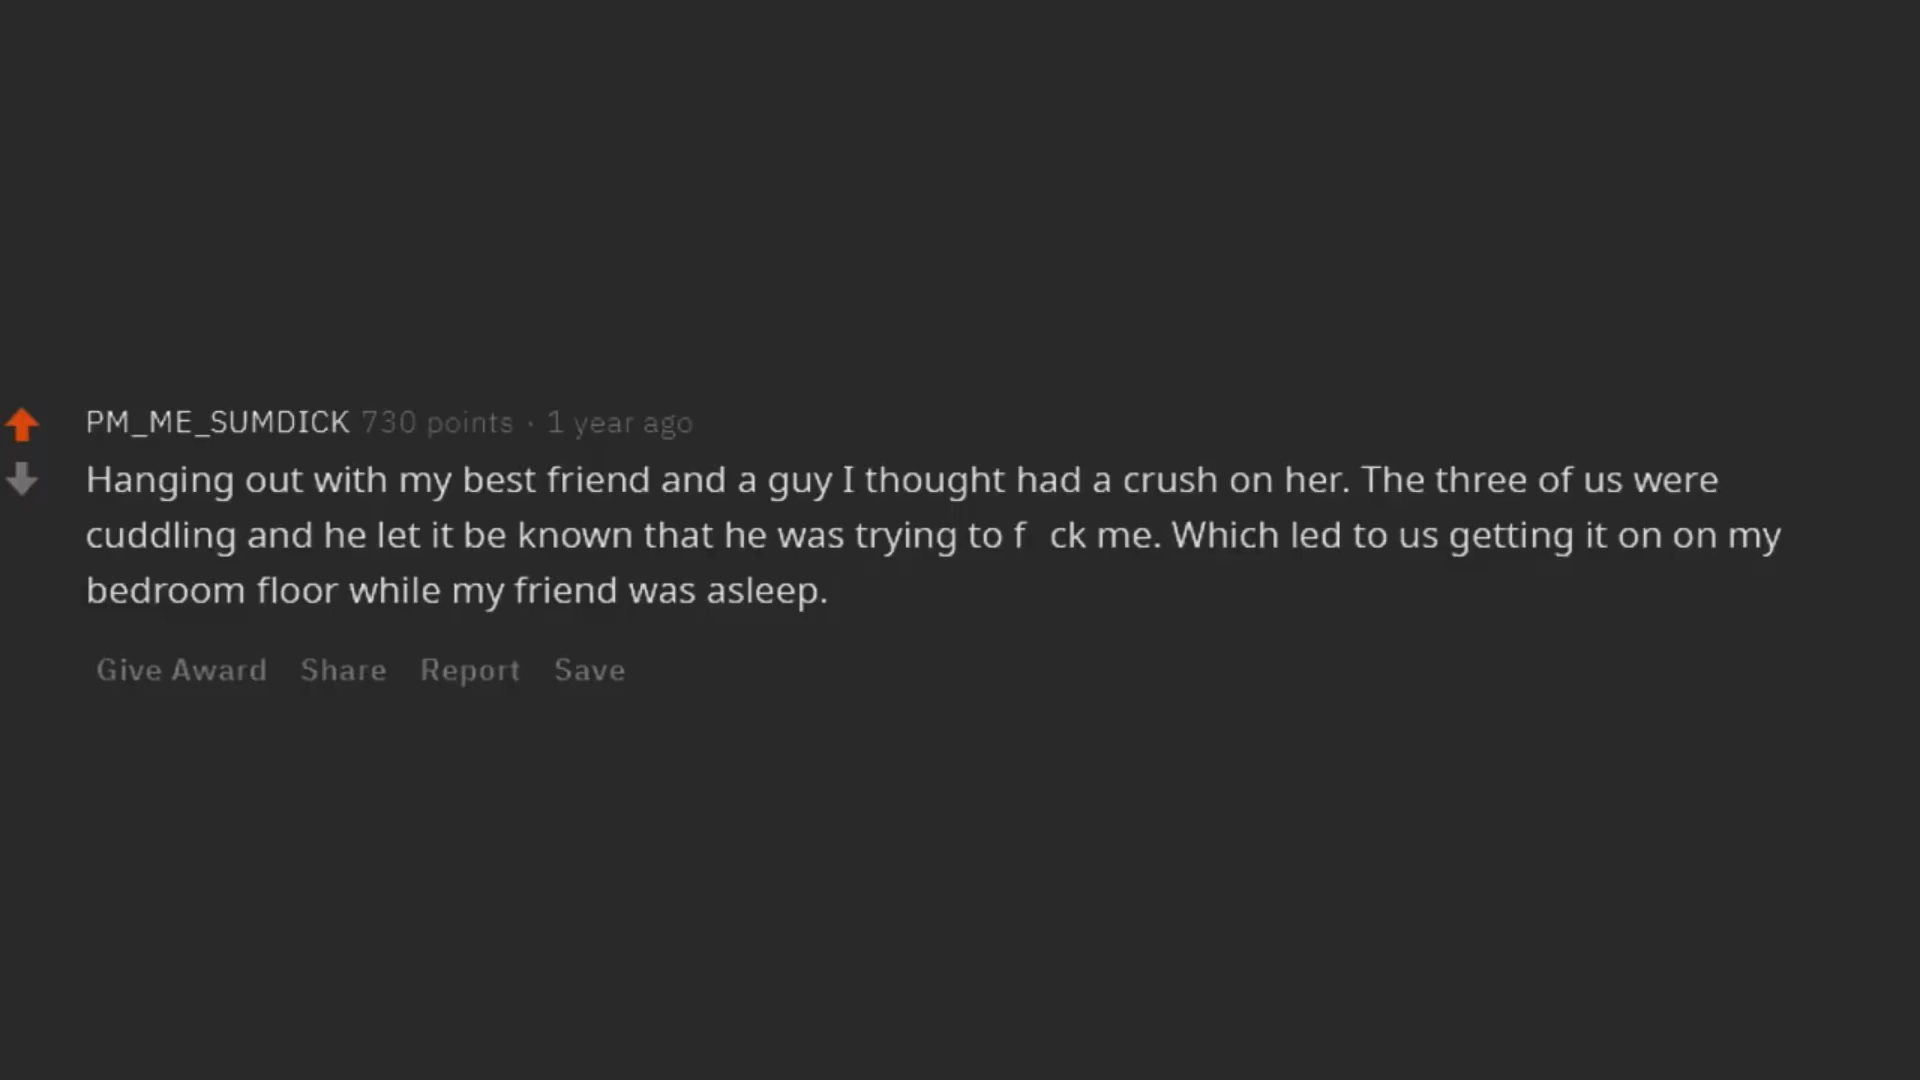 PM_ME_SUMDICK 730 points · 1 year ago
Hanging out with my best friend and a guy I thought had a crush on her. The three of us were
cuddling and he let it be known that he was trying to f ck me. Which led to us getting it on on my
bedroom floor while my friend was asleep.
Give Award Share Report Save